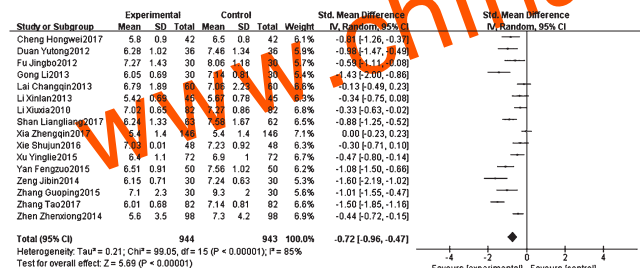 Experimental Control Std. Mean Difference Std. Mean Difference
Study or Subgroup Mean SD Total Mean SD Total Weight IV, Random, 95% CI IV, Random, 95% CI
Cheng Hongwei2017 5.8 0.9 42 6.5 0.8 42 6.1% -0.81 [-1.26, -0.37]
Duan Yutong2012 6.28 1.02 36 7.46 1.34 36 5.9% -0.98 [-1.47, -0.49]
Fu Jingbo2012 7.27 1.43 30 8.06 1.18 30 5.8% -0.59 [-1.11, -0.08]
Gong Li2013 6.05 0.69 30 7.14 0.81 30 5.5% -1.43 [-2.00, -0.86]
Lai Changqin2013 6.79 1.89 60 7.06 2.23 60 6.5% -0.13 [-0.49, 0.23]
Li Xinlan2013 5.42 0.69 45 5.67 0.78 45 6.2% -0.34 [-0.75, 0.08]
Li Xiuxia2010 7.02 0.65 82 7.27 0.86 82 6.8% -0.33 [-0.63, -0.02]
Shan Liangliang2017 6.24 1.33 63 7.58 1.67 62 6.5% -0.88 [-1.25, -0.52]
Xia Zhengqin2017 5.4 1.4 146 5.4 1.4 146 7.1% 0.00 [-0.23, 0.23]
Xie Shujun2016 7.03 0.01 48 7.23 0.92 48 6.3% -0.30 [-0.71, 0.10]
Xu Yinglie2015 6.4 1.1 72 6.9 1 72 6.7% -0.47 [-0.80, -0.14]
Yan Fengzuo2015 6.51 0.91 50 7.56 1.02 50 6.2% -1.08 [-1.50, -0.66]
Zeng Jibin2014 6.15 0.71 30 7.24 0.63 30 5.4% -1.60 [-2.19, -1.02]
Zhang Guoping2015 7.1 2.3 30 9.3 2 30 5.6% -1.01 [-1.55, -0.47]
Zhang Tao2017 6.01 0.68 82 7.14 0.81 82 6.6% -1.50 [-1.85, -1.16]
Zhen Zhenxiong2014 5.6 3.5 98 7.3 4.2 98 6.9% -0.44 [-0.72, -0.15]
Total (95% CI) 944 943 100.0% -0.72 [-0.96, -0.47]
Heterogeneity: Tau² = 0.21; Chi² = 99.05, df = 15 (P < 0.00001); I² = 85%
Test for overall effect: Z = 5.69 (P < 0.00001)
-4 -2 0 2 4
Favours [experimental] Favours [control]
www.chin